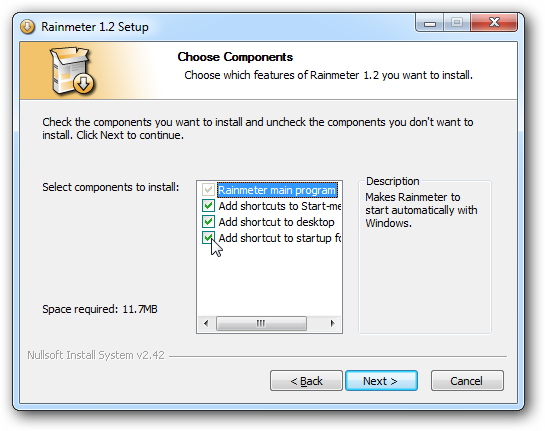 Rainmeter 1.2 Setup
Choose Components
Choose which features of Rainmeter 1.2 you want to install.
Check the components you want to install and uncheck the components you don't want to
install. Click Next to continue.
Select components to install:
Rainmeter main program
Add shortcuts to Start-me
Add shortcut to desktop
Add shortcut to startup fo
Description
Makes Rainmeter to
start automatically with
Windows.
Space required: 11.7MB
Nullsoft Install System v2.42
< Back
Next >
Cancel